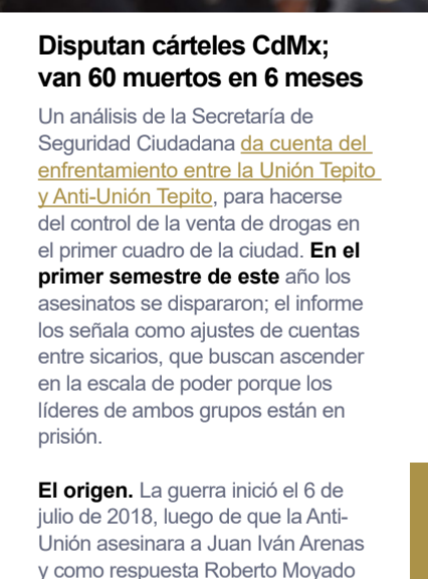 Disputan cárteles CdMx;
van 60 muertos en 6 meses
Un análisis de la Secretaría de
Seguridad Ciudadana da cuenta del
enfrentamiento entre la Unión Tepito
y Anti-Unión Tepito, para hacerse
del control de la venta de drogas en
el primer cuadro de la ciudad. En el
primer semestre de este año los
asesinatos se dispararon; el informe
los señala como ajustes de cuentas
entre sicarios, que buscan ascender
en la escala de poder porque los
líderes de ambos grupos están en
prisión.
El origen. La guerra inició el 6 de
julio de 2018, luego de que la Anti-
Unión asesinara a Juan Iván Arenas
y como respuesta Roberto Moyado